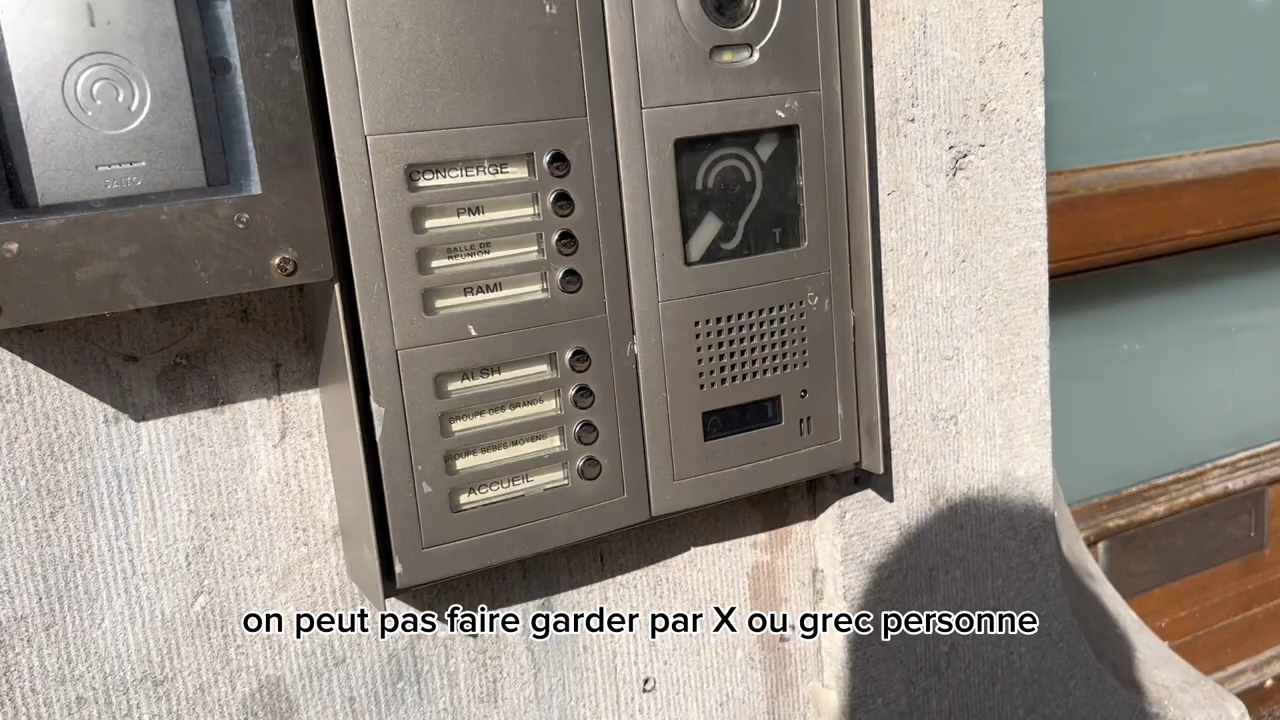 SALTO
CONCIERGE
PMI
SALLE DE
REUNION
RAMI
ALSH
GROUPE DES GRANDS
GROUPE BEBES/MOYENS
ACCUEIL
T
on peut pas faire garder par X ou grec personne